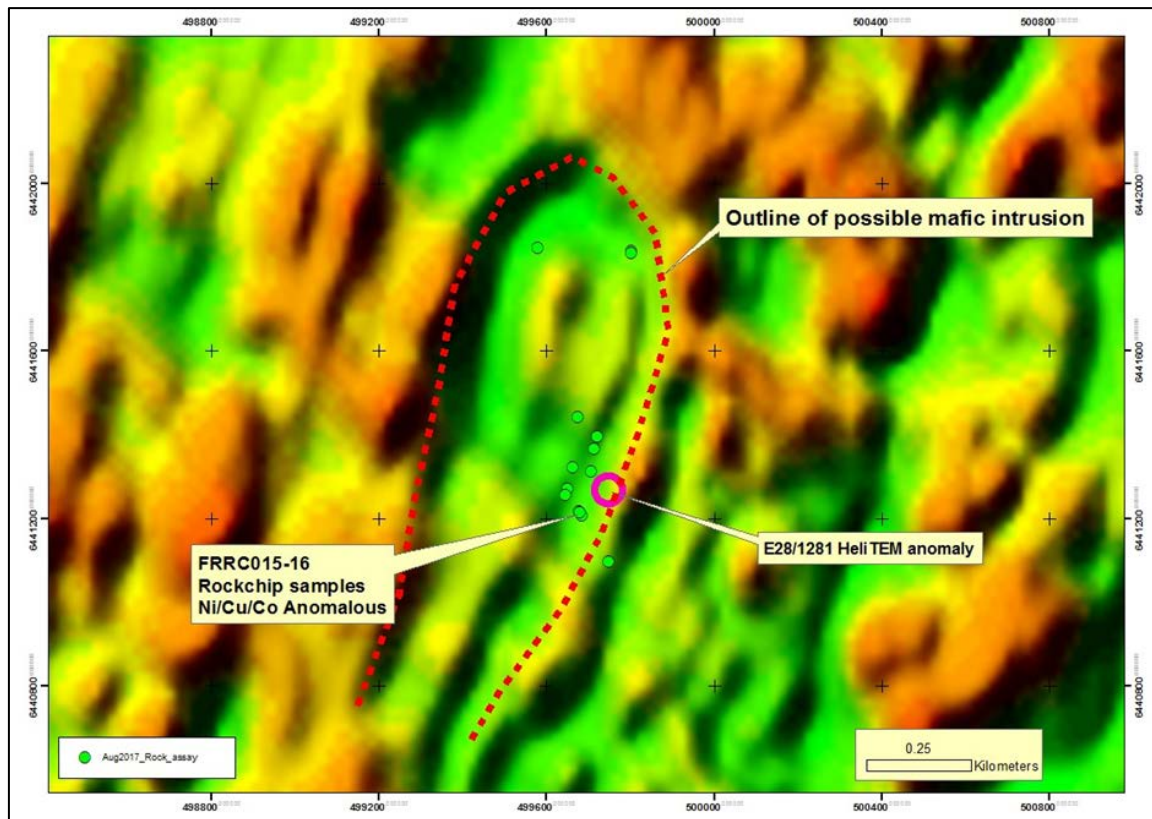 498800 499200 499600 500000 500400 500800
6442000 6442000
Outline of possible mafic intrusion
6441600 6441600
FRRC015-16
Rockchip samples
Ni/Cu/Co Anomalous
E28/1281 HeliTEM anomaly
6441200 6441200
6440800 6440800
Aug2017_Rock_assay
0.25
Kilometers
498800 499200 499600 500000 500400 500800